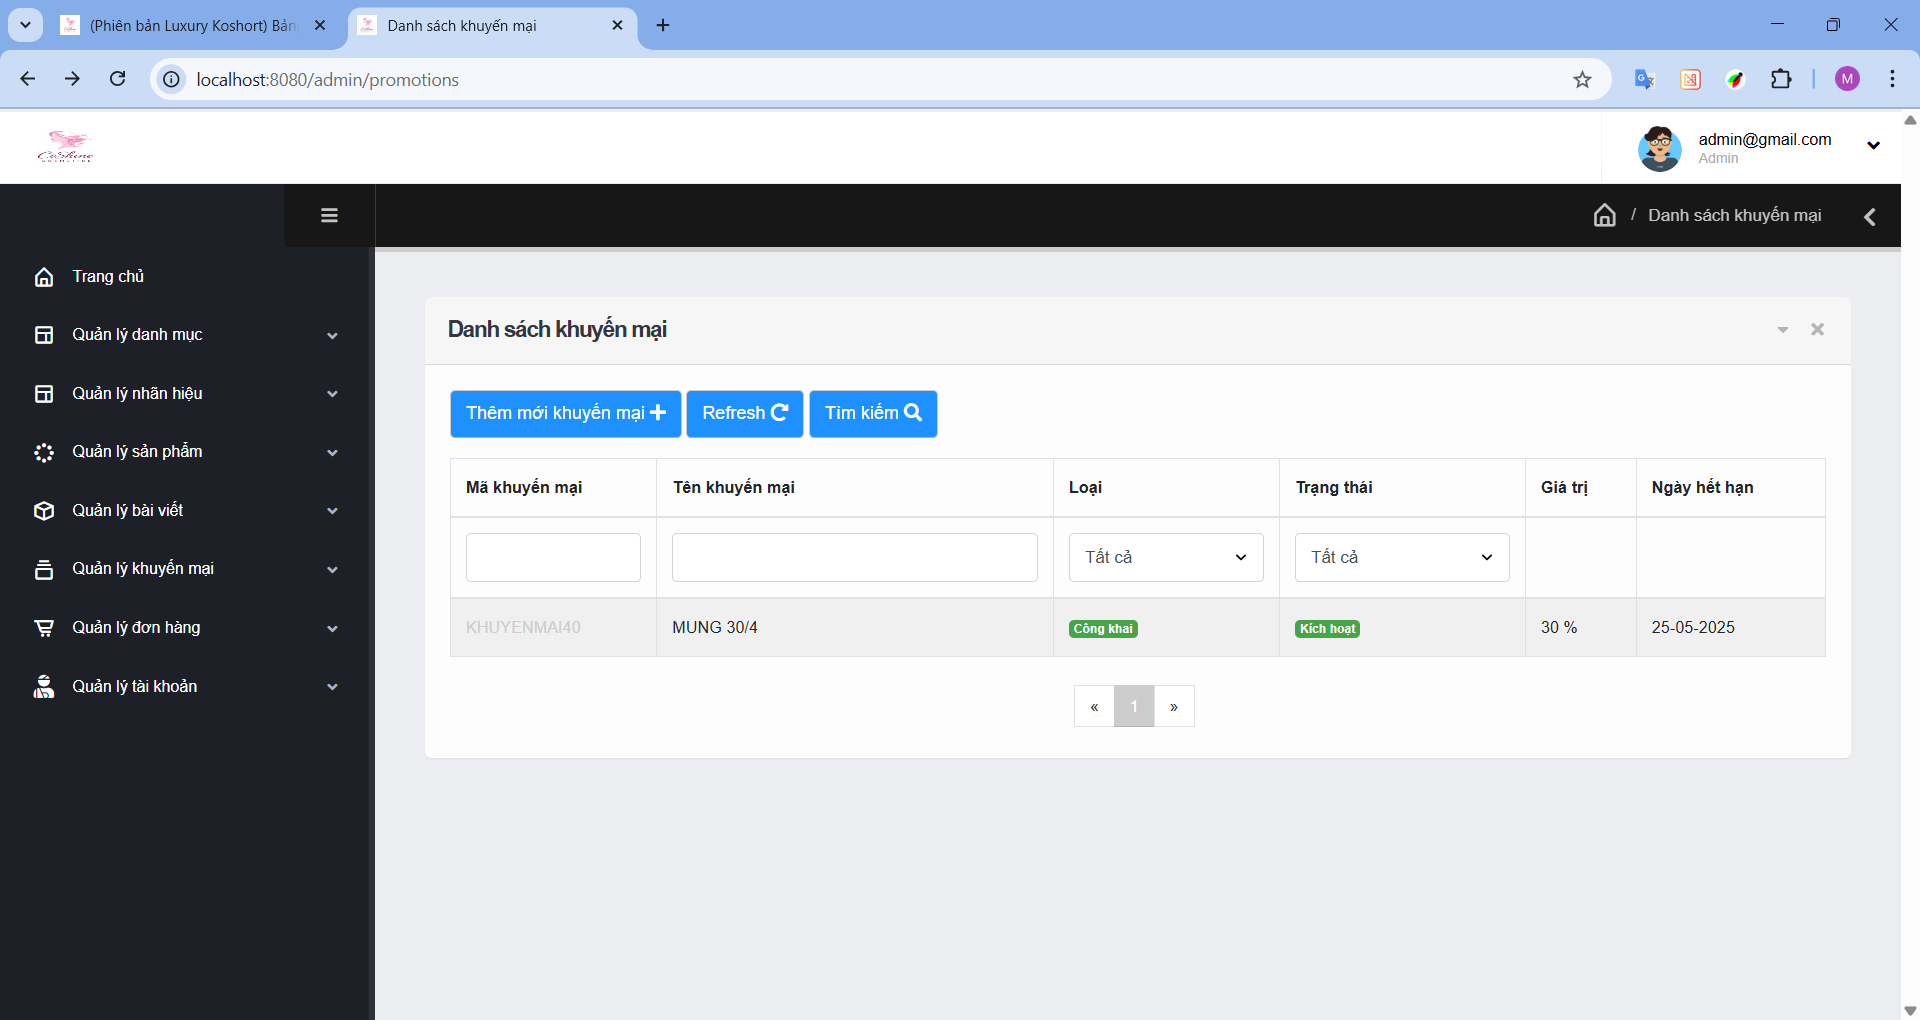 (Phiên bản Luxury Koshort) Bản
Danh sách khuyến mại
localhost:8080/admin/promotions
M
CoShine
admin@gmail.com
Admin
/ Danh sách khuyến mại
Trang chủ
Quản lý danh mục
Quản lý nhãn hiệu
Quản lý sản phẩm
Quản lý bài viết
Quản lý khuyến mại
Quản lý đơn hàng
Quản lý tài khoản
Danh sách khuyến mại
Thêm mới khuyến mại
Refresh
Tìm kiếm
Mã khuyến mại Tên khuyến mại Loại Trạng thái Giá trị Ngày hết hạn
Tất cả Tất cả
KHUYENMAI40 MUNG 30/4 Công khai Kích hoạt 30 % 25-05-2025
« 1 »